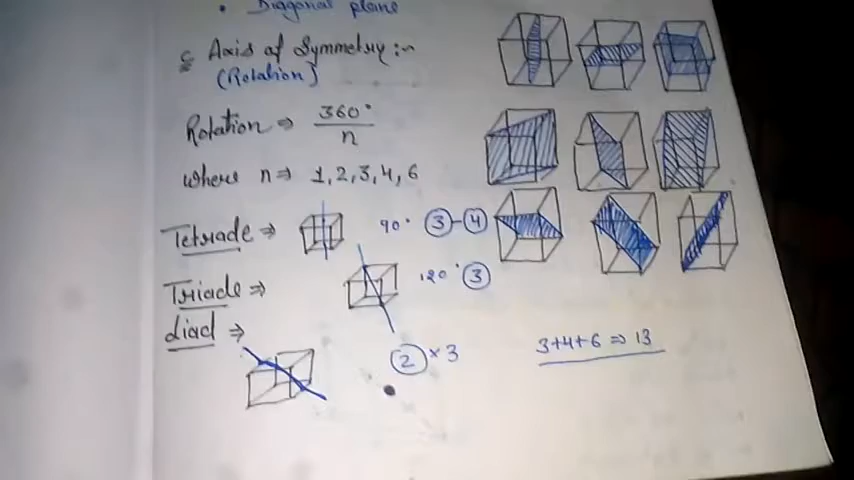 • Diagonal plane
c Axis of Symmetry :-
(Rotation)
Rotation ⇒ 360°/n
where n ⇒ 1,2,3,4,6
Tetriade ⇒ 90° ③-④
Triade ⇒ 120° ③
diad ⇒
② × 3
3+4+6 ⇒ 13